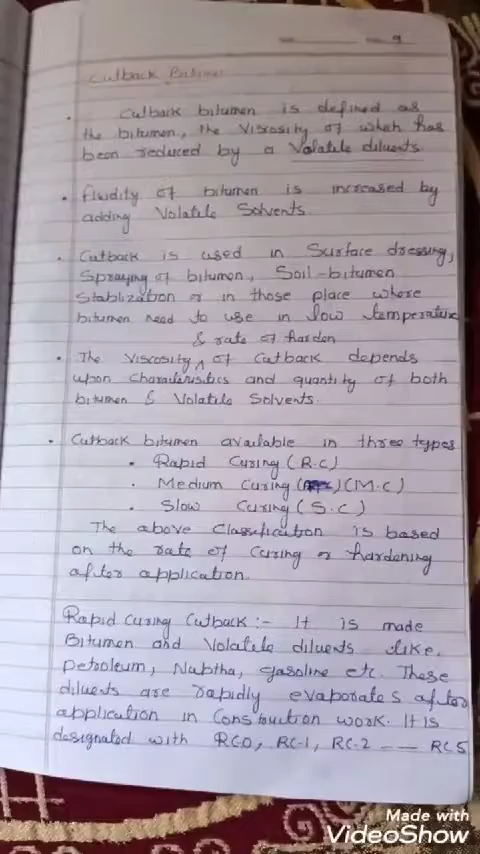 9
Cutback Bitumen
• Cutback bitumen is defined as
the bitumen, the Viscosity of which has
been reduced by a Volatile diluents.
• fluidity of bitumen is increased by
adding Volatile Solvents.
• Cutback is used in Surface dressing,
Spraying of bitumen, Soil-bitumen
Stablization or in those place where
bitumen need to use in low temperature
& rate of harden
• The Viscosity ^ of Cutback depends
upon characteristics and quantity of both
bitumen & Volatile Solvents.
• Cutback bitumen available in three types
• Rapid Curing (R.C)
• Medium Curing (M.C)
• Slow Curing (S.C)
The above Classification is based
on the rate of Curing or hardening
after application.
Rapid Curing Cutback :- It is made
Bitumen and Volatile diluents like,
petroleum, Nabtha, gasoline etc. These
diluents are rapidly evaporates after
application in Construction work. It is
designated with RC0, RC-1, RC-2 -- RC5
Made with
VideoShow